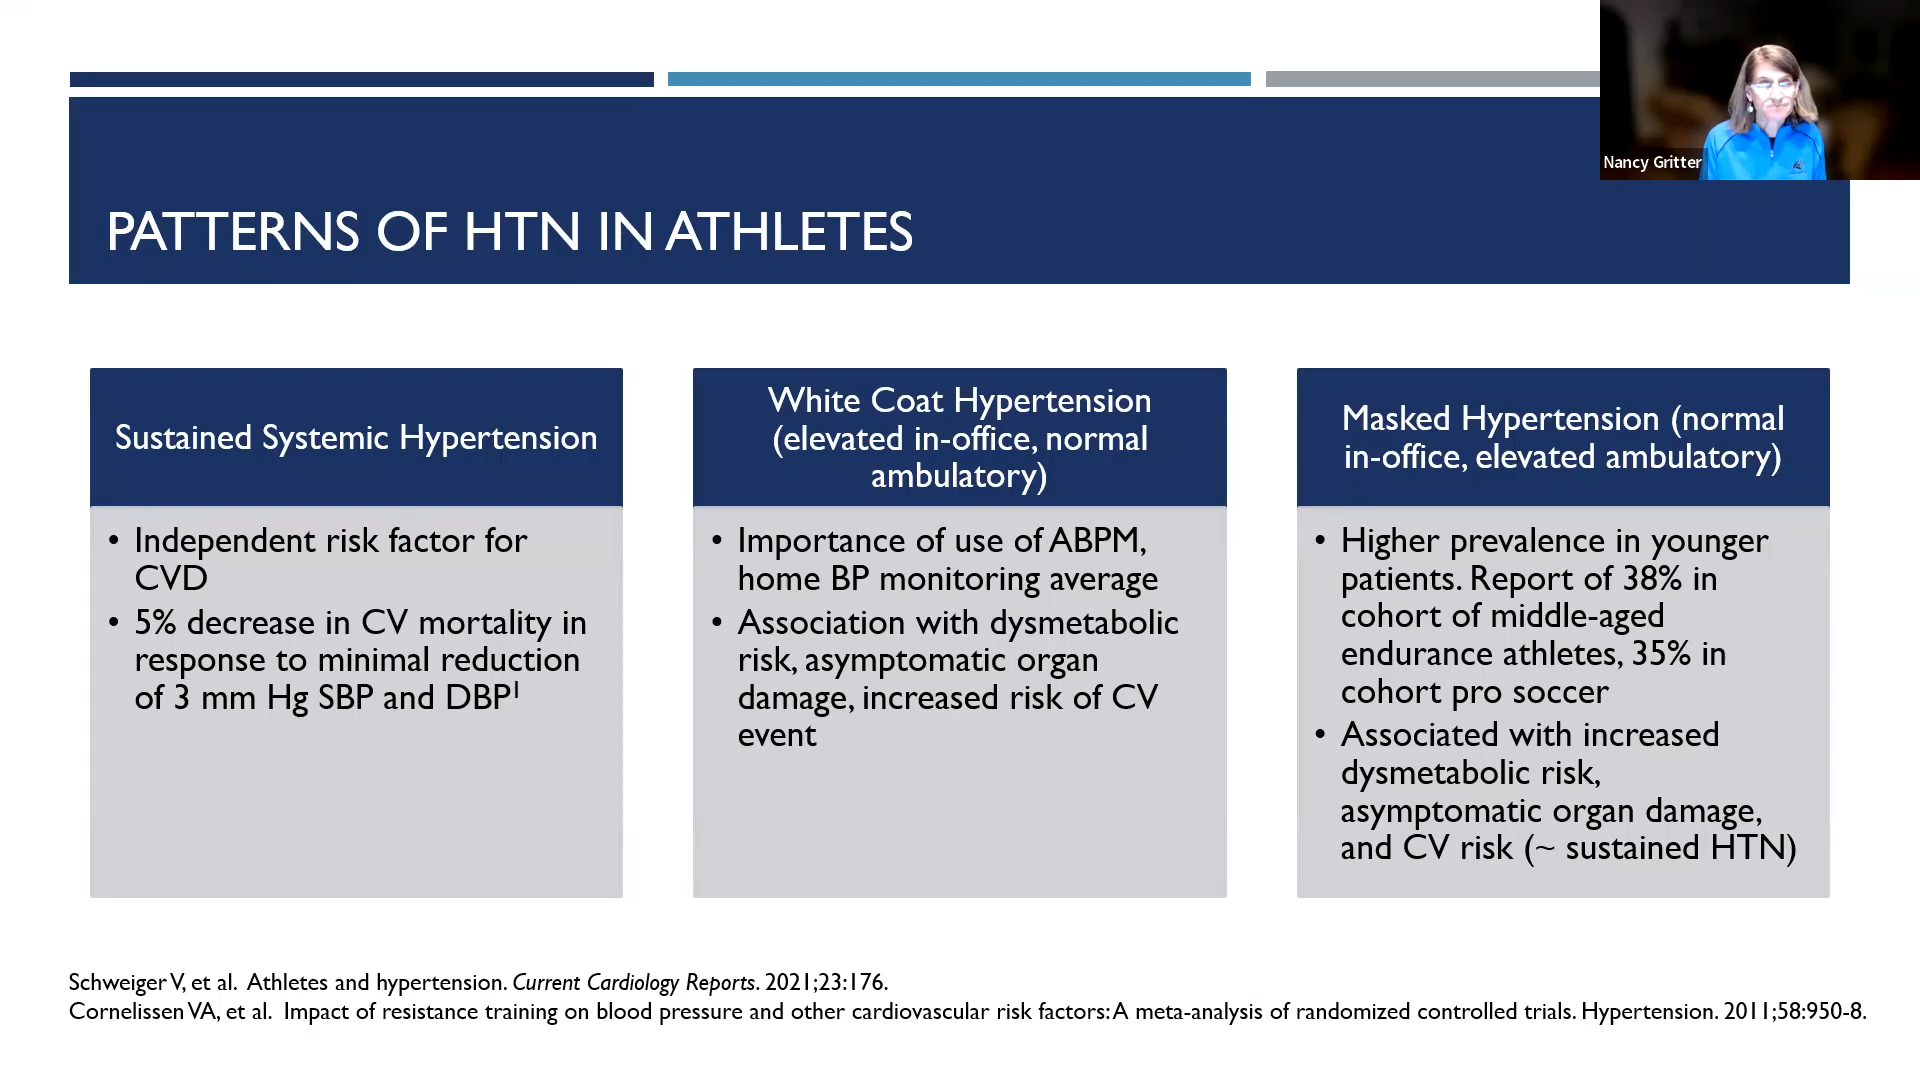 Nancy Gritter
PATTERNS OF HTN IN ATHLETES
Sustained Systemic Hypertension
• Independent risk factor for
CVD
• 5% decrease in CV mortality in
response to minimal reduction
of 3 mm Hg SBP and DBP¹
White Coat Hypertension
(elevated in-office, normal
ambulatory)
• Importance of use of ABPM,
home BP monitoring average
• Association with dysmetabolic
risk, asymptomatic organ
damage, increased risk of CV
event
Masked Hypertension (normal
in-office, elevated ambulatory)
• Higher prevalence in younger
patients. Report of 38% in
cohort of middle-aged
endurance athletes, 35% in
cohort pro soccer
• Associated with increased
dysmetabolic risk,
asymptomatic organ damage,
and CV risk (~ sustained HTN)
Schweiger V, et al. Athletes and hypertension. Current Cardiology Reports. 2021;23:176.
Cornelissen VA, et al. Impact of resistance training on blood pressure and other cardiovascular risk factors: A meta-analysis of randomized controlled trials. Hypertension. 2011;58:950-8.